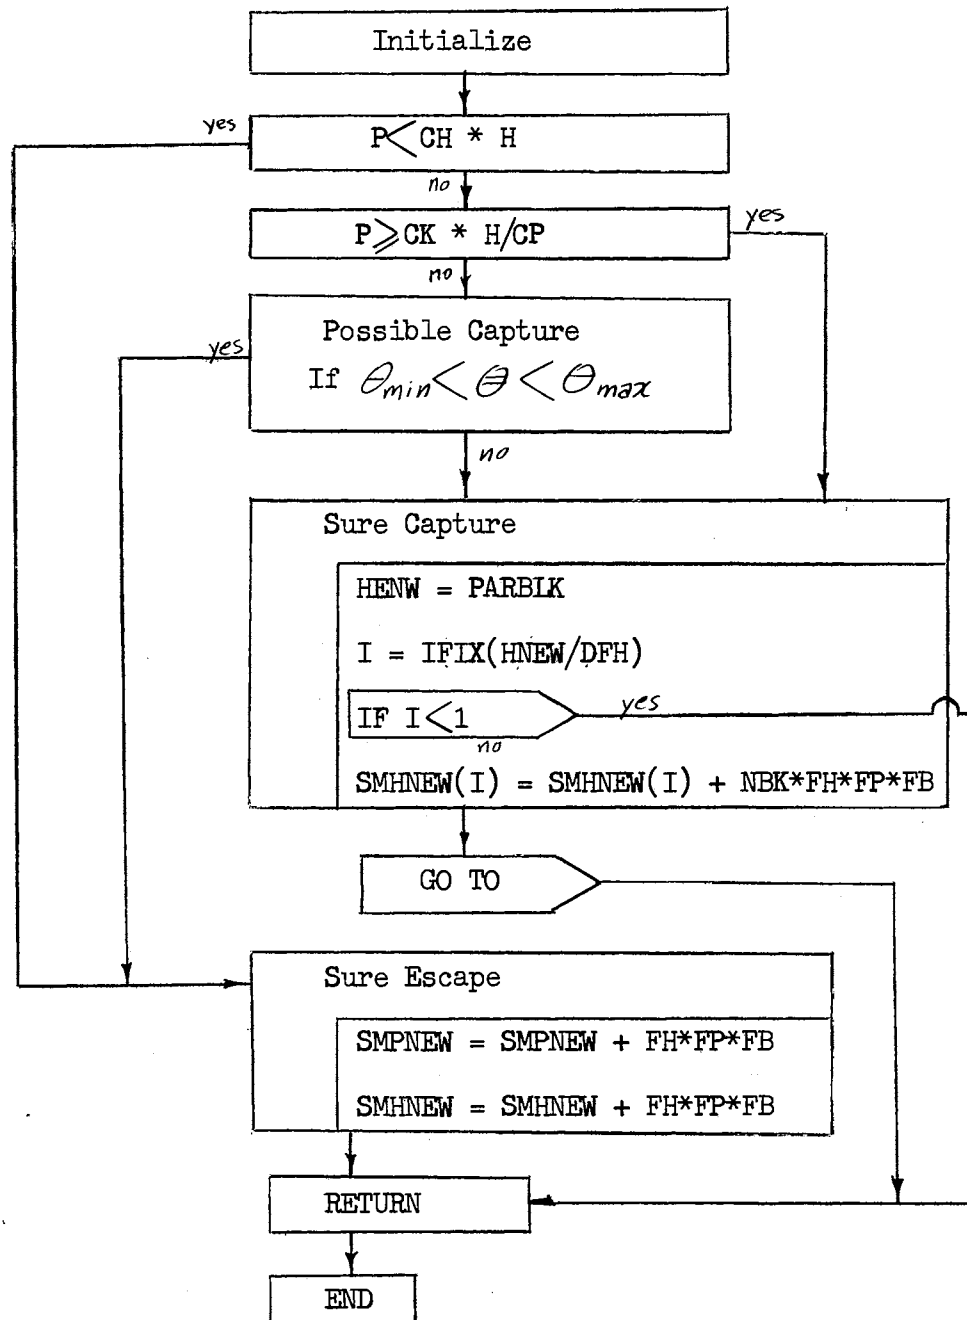 Initialize
yes
P < CH * H
no
P ⩾ CK * H/CP
yes
no
Possible Capture
yes
If θmin < θ < θmax
no
Sure Capture
HENW = PARBLK
I = IFIX(HNEW/DFH)
IF I < 1
yes
no
SMHNEW(I) = SMHNEW(I) + NBK*FH*FP*FB
GO TO
Sure Escape
SMPNEW = SMPNEW + FH*FP*FB
SMHNEW = SMHNEW + FH*FP*FB
RETURN
END